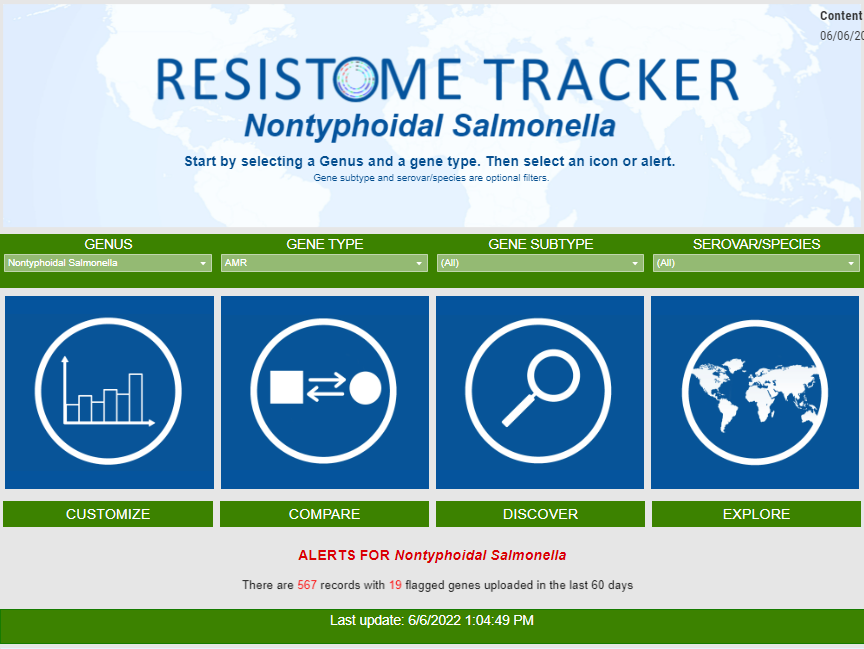 Content
06/06/20
RESISTOME TRACKER
Nontyphoidal Salmonella
Start by selecting a Genus and a gene type. Then select an icon or alert.
Gene subtype and serovar/species are optional filters.
GENUS GENE TYPE GENE SUBTYPE SEROVAR/SPECIES
Nontyphoidal Salmonella AMR (All) (All)
CUSTOMIZE COMPARE DISCOVER EXPLORE
ALERTS FOR Nontyphoidal Salmonella
There are 567 records with 19 flagged genes uploaded in the last 60 days
Last update: 6/6/2022 1:04:49 PM